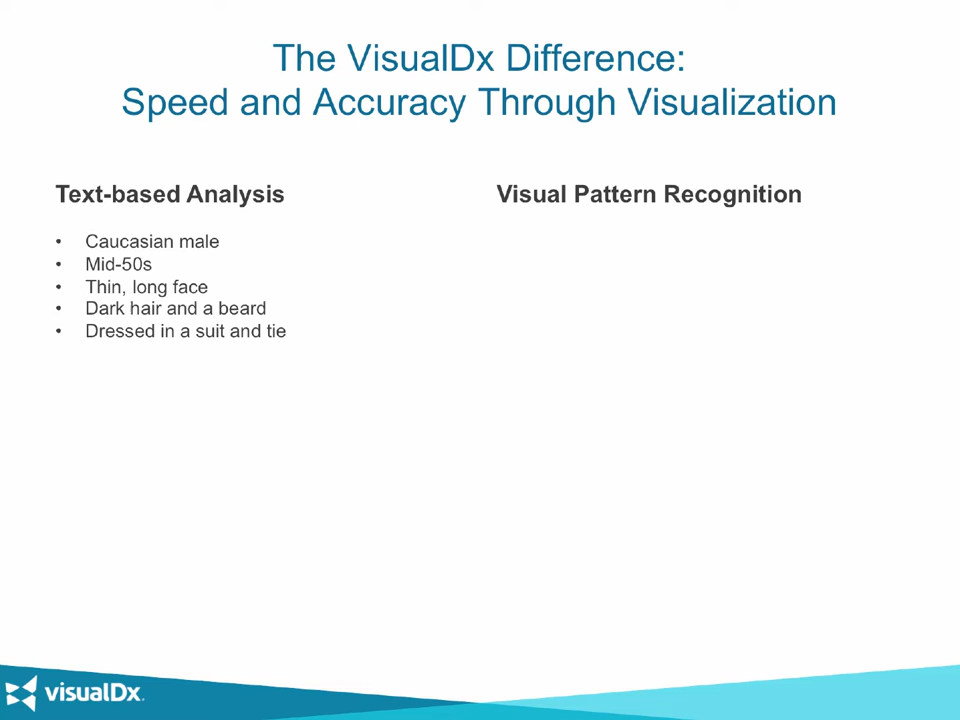 The VisualDx Difference:
Speed and Accuracy Through Visualization
Text-based Analysis
• Caucasian male
• Mid-50s
• Thin, long face
• Dark hair and a beard
• Dressed in a suit and tie
Visual Pattern Recognition
visualDx.